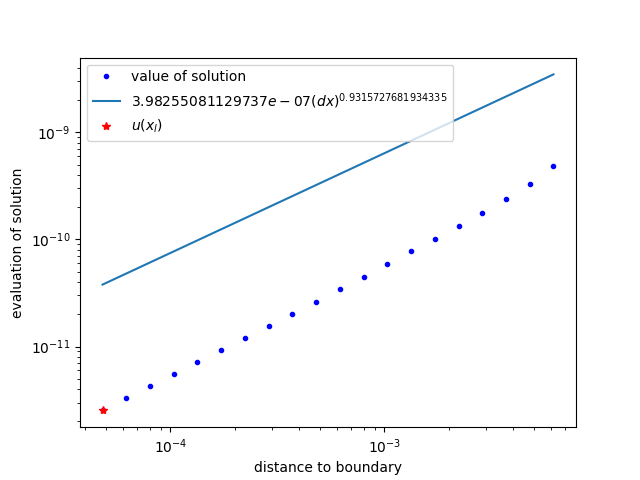 value of solution
3.98255081129737e − 07(dx)^0.9315727681934335
u(x_l)
10^−9
10^−10
10^−11
10^−4
10^−3
evaluation of solution
distance to boundary